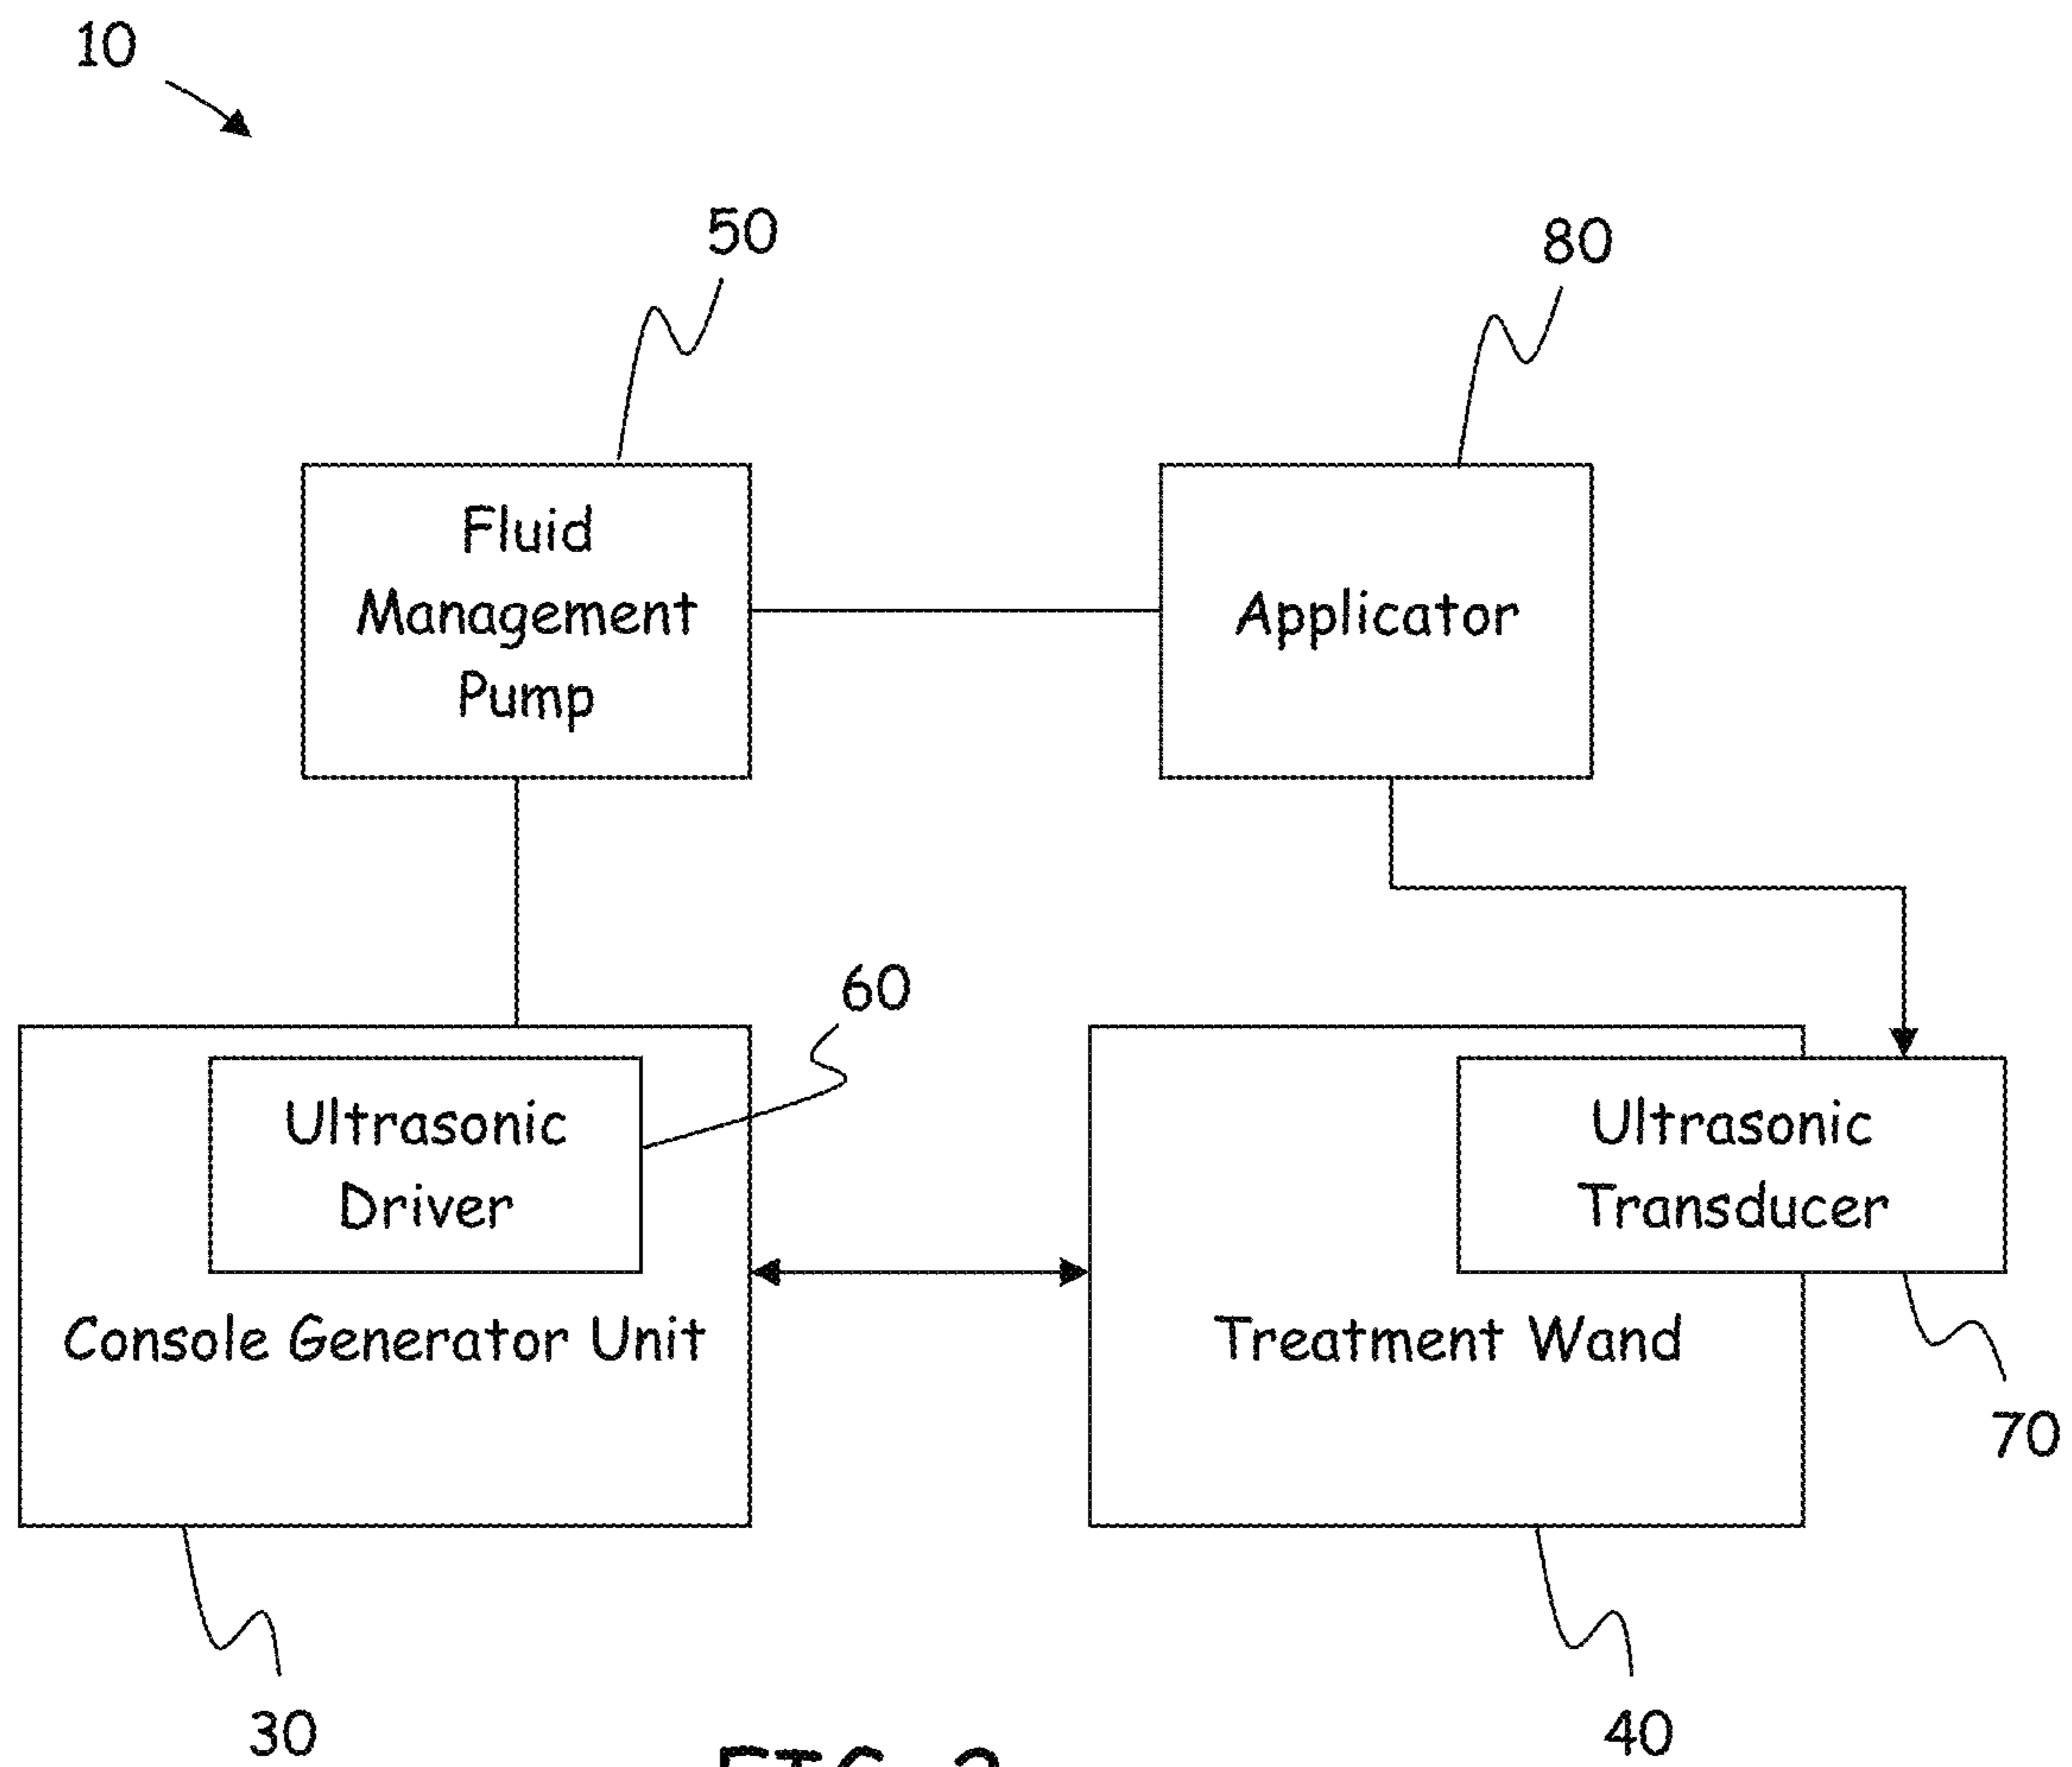 10
50
80
Fluid
Management
Pump
Applicator
60
Ultrasonic
Driver
Console Generator Unit
Ultrasonic
Transducer
Treatment Wand
70
30
40